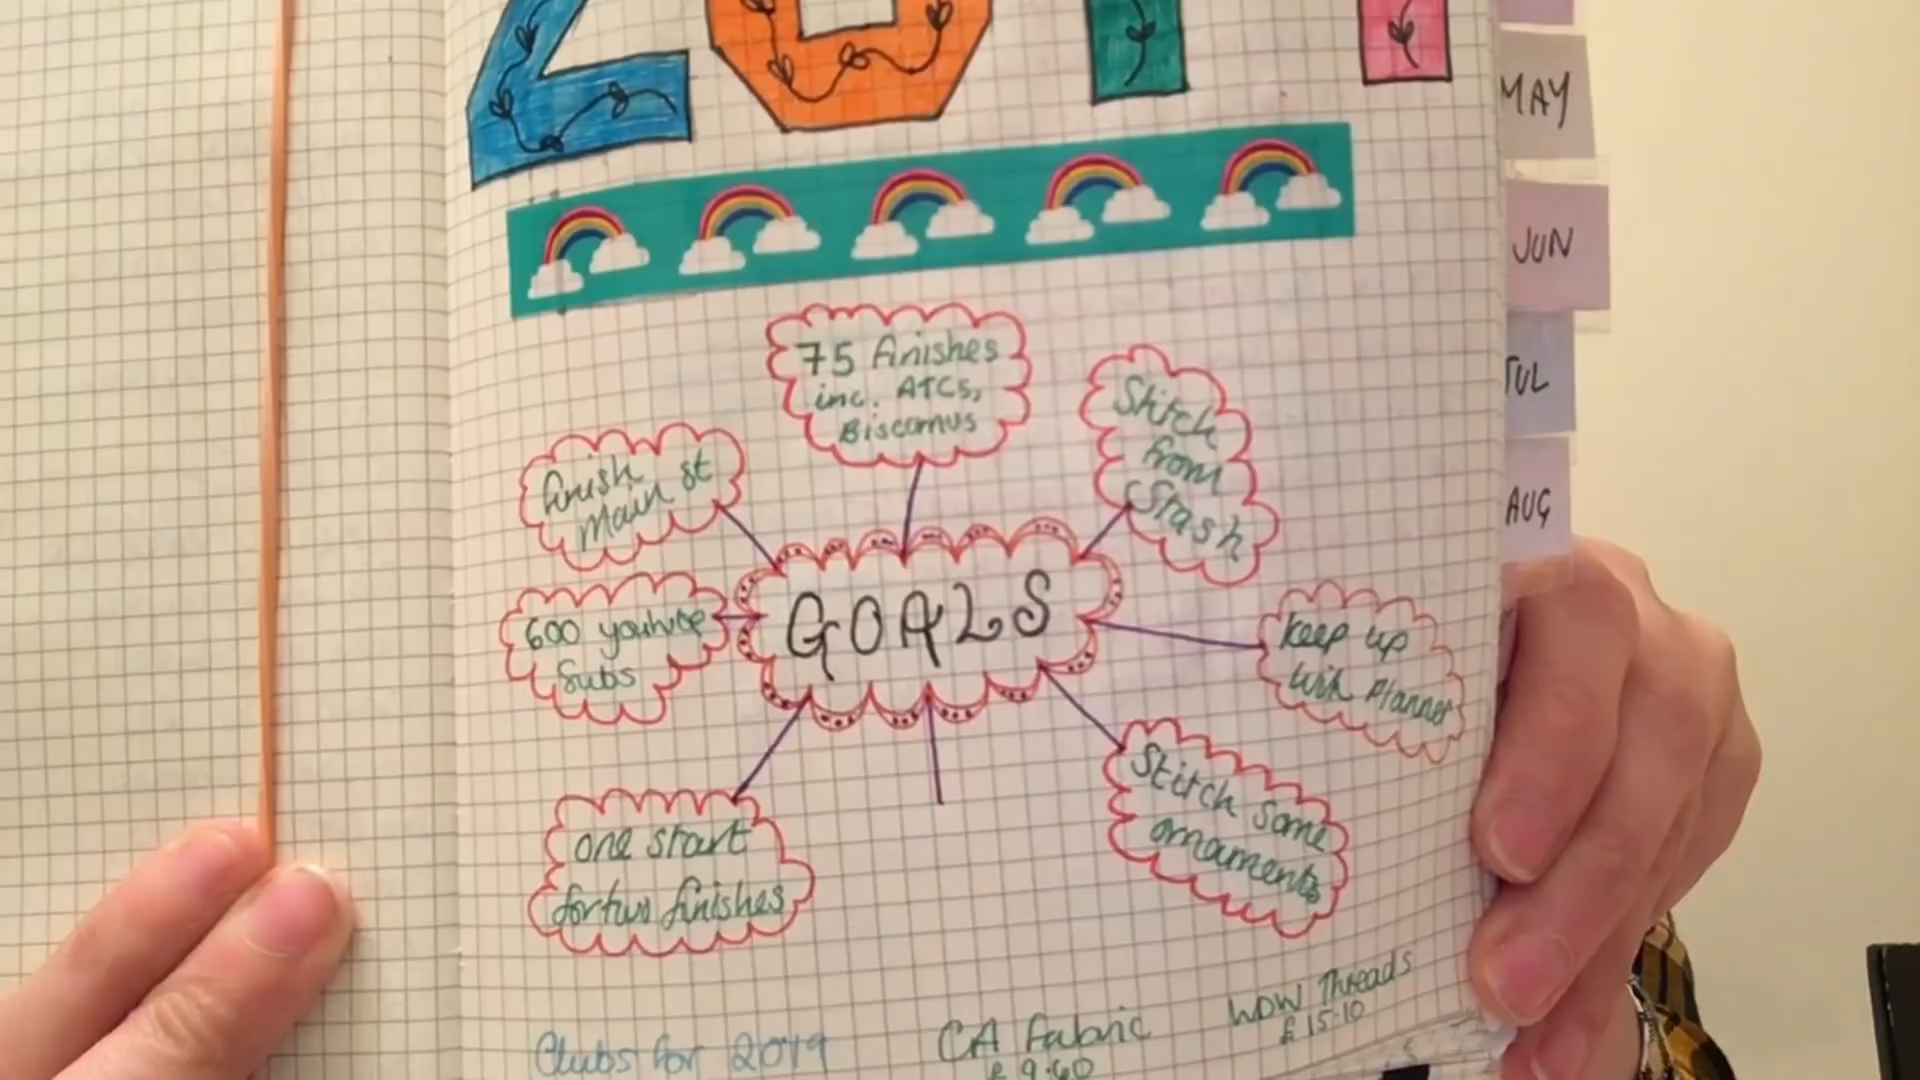 201
MAY
JUN
JUL
AUG
75 finishes
inc. ATCs,
Biscornus
Stitch
from
Stash
finish
Main st
600 youtube
Subs
GOALS
keep up
with Planner
Stitch some
ornaments
one start
for two finishes
Clubs for 2019
CA Fabric
£9.60
WDW Threads
£15.10